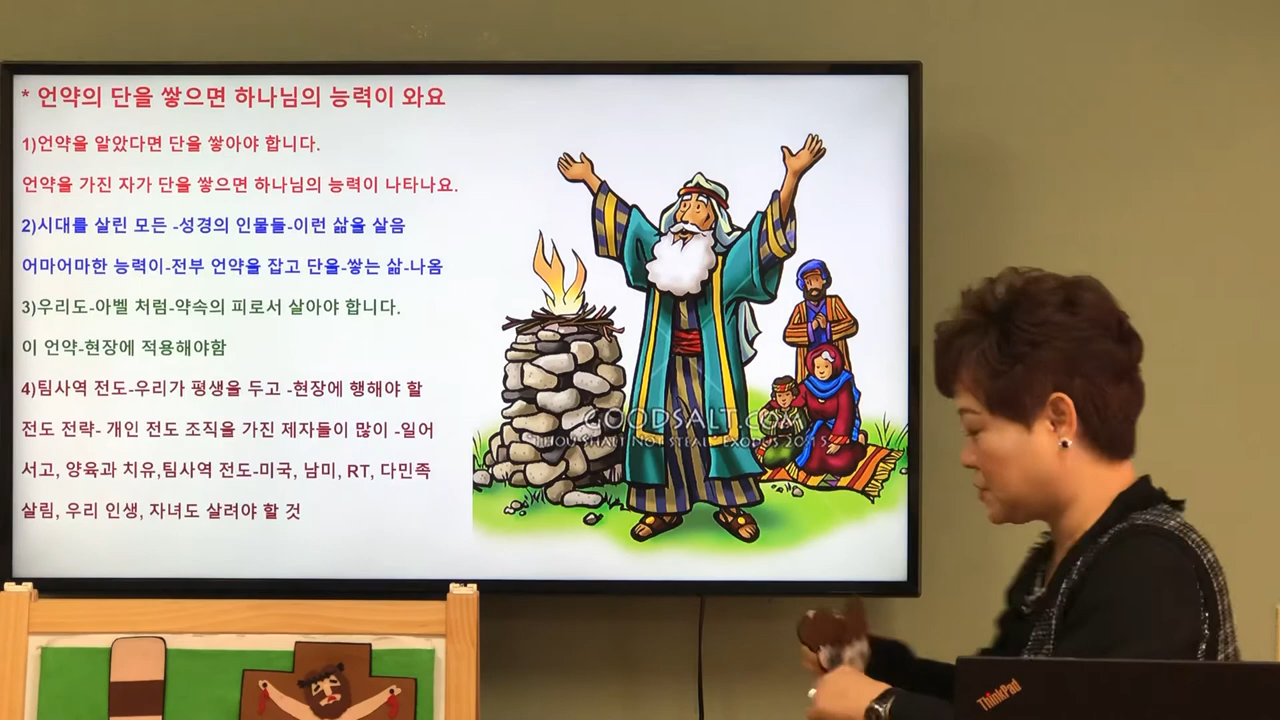 * 언약의 단을 쌓으면 하나님의 능력이 와요
1)언약을 알았다면 단을 쌓아야 합니다.
언약을 가진 자가 단을 쌓으면 하나님의 능력이 나타나요.
2)시대를 살린 모든 -성경의 인물들-이런 삶을 살음
어마어마한 능력이-전부 언약을 잡고 단을-쌓는 삶-나옴
3)우리도-아벨 처럼-약속의 피로서 살아야 합니다.
이 언약-현장에 적용해야함
4)팀사역 전도-우리가 평생을 두고 -현장에 행해야 할
전도 전략- 개인 전도 조직을 가진 제자들이 많이 -일어
서고, 양육과 치유,팀사역 전도-미국, 남미, RT, 다민족
살림, 우리 인생, 자녀도 살려야 할 것
GOODSALT.COM
"THOU SHALT NOT STEAL" EXODUS 20:15
ThinkPad